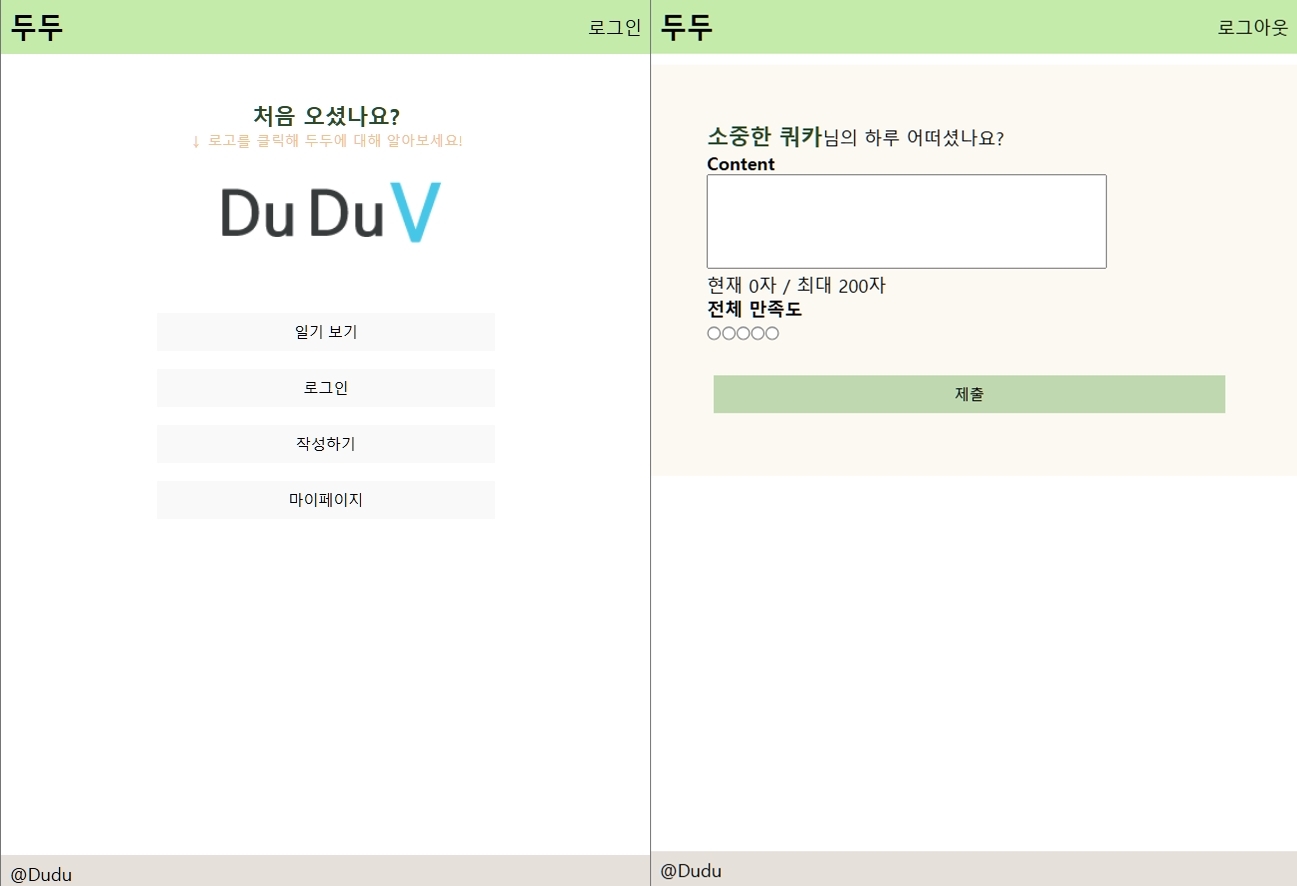 두두
로그인
처음 오셨나요?
↓ 로고를 클릭해 두두에 대해 알아보세요!
Du Du V
일기 보기
로그인
작성하기
마이페이지
@Dudu
두두
로그아웃
소중한 쿼카님의 하루 어떠셨나요?
Content
현재 0자 / 최대 200자
전체 만족도
제출
@Dudu